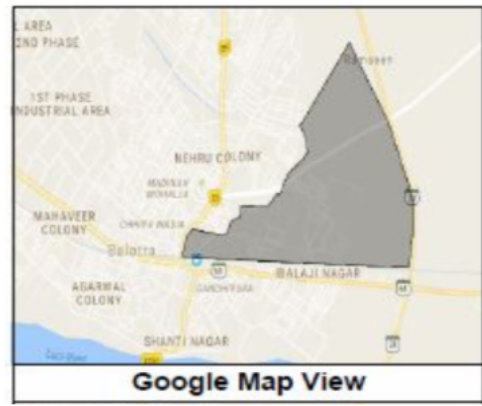 L AREA
2ND PHASE
1ST PHASE
INDUSTRIAL AREA
NEHRU COLONY
MAHAVEER
COLONY
Balotra
BALAJI NAGAR
AGARWAL
COLONY
GANDHIPURA
SHANTI NAGAR
Google Map View